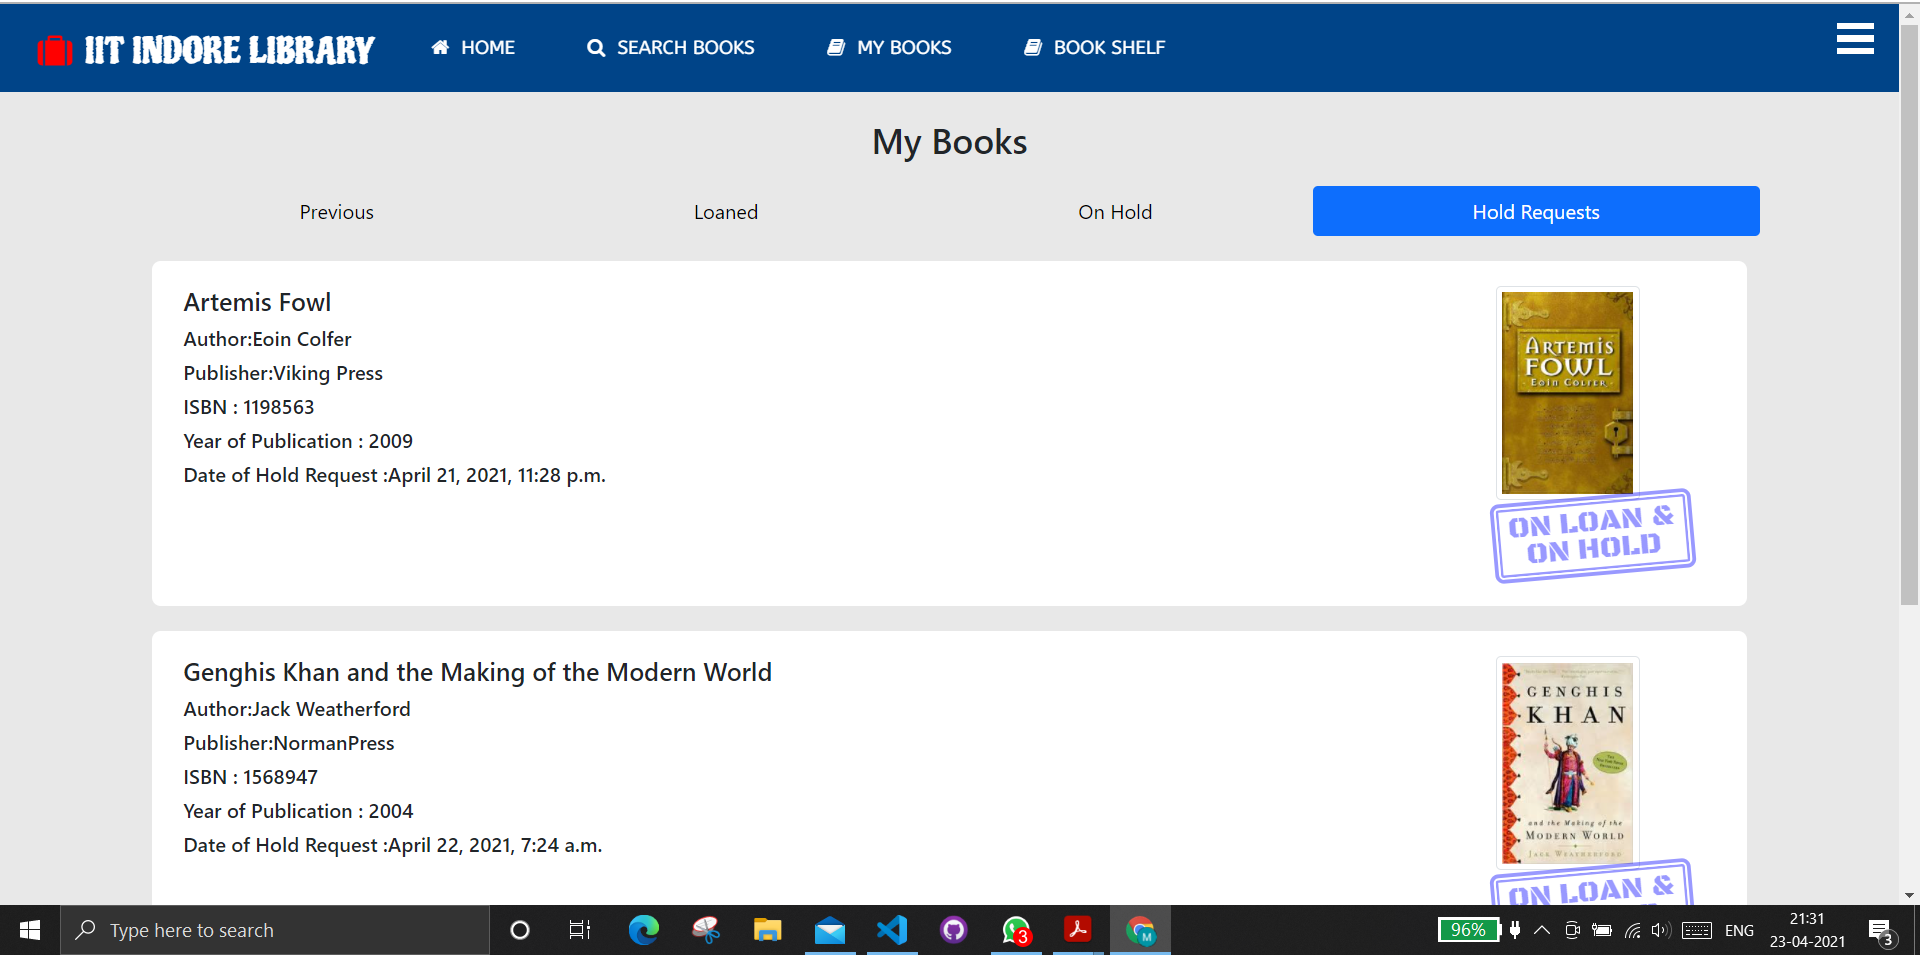 IIT INDORE LIBRARY
HOME
SEARCH BOOKS
MY BOOKS
BOOK SHELF
My Books
Previous
Loaned
On Hold
Hold Requests
Artemis Fowl
Author:Eoin Colfer
Publisher:Viking Press
ISBN : 1198563
Year of Publication : 2009
Date of Hold Request :April 21, 2021, 11:28 p.m.
ARTEMIS
FOWL
EOIN COLFER
ON LOAN &
ON HOLD
Genghis Khan and the Making of the Modern World
Author:Jack Weatherford
Publisher:NormanPress
ISBN : 1568947
Year of Publication : 2004
Date of Hold Request :April 22, 2021, 7:24 a.m.
GENGHIS
KHAN
and the Making of the
MODERN WORLD
JACK WEATHERFORD
ON LOAN &
Type here to search
3
M
96%
ENG
21:31
23-04-2021
3